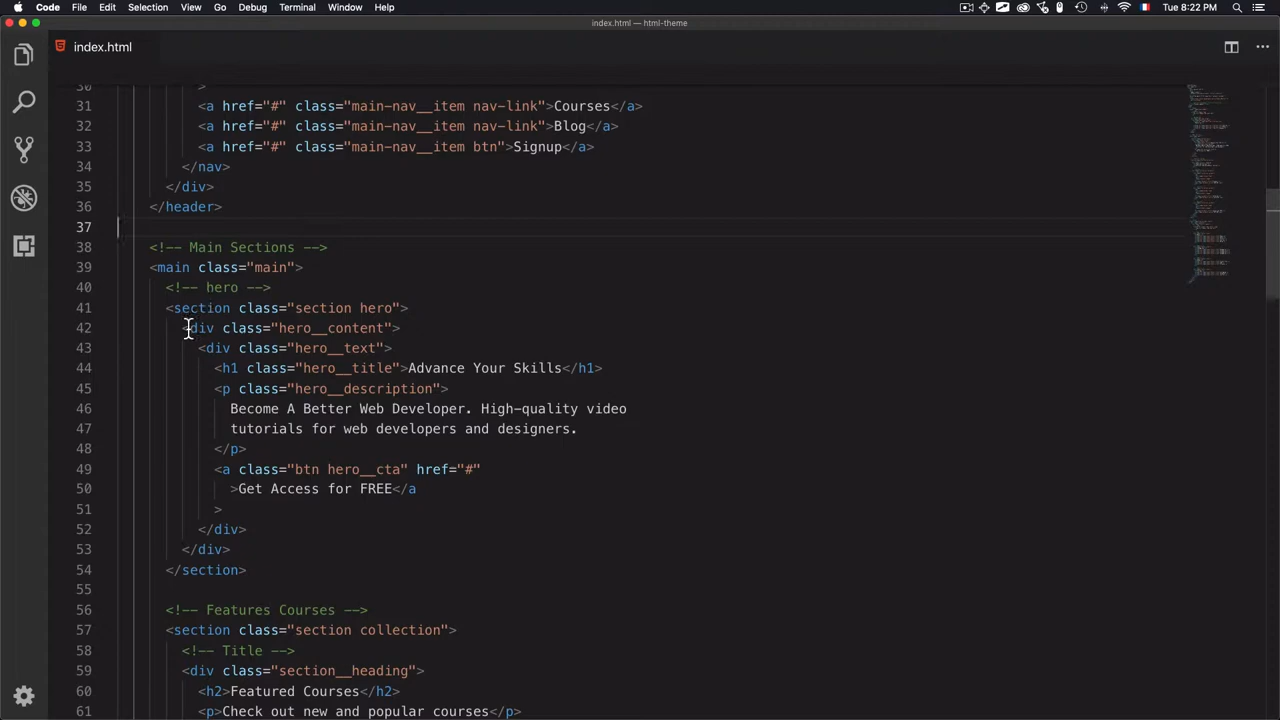 Code File Edit Selection View Go Debug Terminal Window Help Tue 8:22 PM
index.html — html-theme
index.html
30 >
31 <a href="#" class="main-nav__item nav-link">Courses</a>
32 <a href="#" class="main-nav__item nav-link">Blog</a>
33 <a href="#" class="main-nav__item btn">Signup</a>
34 </nav>
35 </div>
36 </header>
37
38 <!-- Main Sections -->
39 <main class="main">
40 <!-- hero -->
41 <section class="section hero">
42 <div class="hero__content">
43 <div class="hero__text">
44 <h1 class="hero__title">Advance Your Skills</h1>
45 <p class="hero__description">
46 Become A Better Web Developer. High-quality video
47 tutorials for web developers and designers.
48 </p>
49 <a class="btn hero__cta" href="#"
50 >Get Access for FREE</a
51 >
52 </div>
53 </div>
54 </section>
55
56 <!-- Features Courses -->
57 <section class="section collection">
58 <!-- Title -->
59 <div class="section__heading">
60 <h2>Featured Courses</h2>
61 <p>Check out new and popular courses</p>